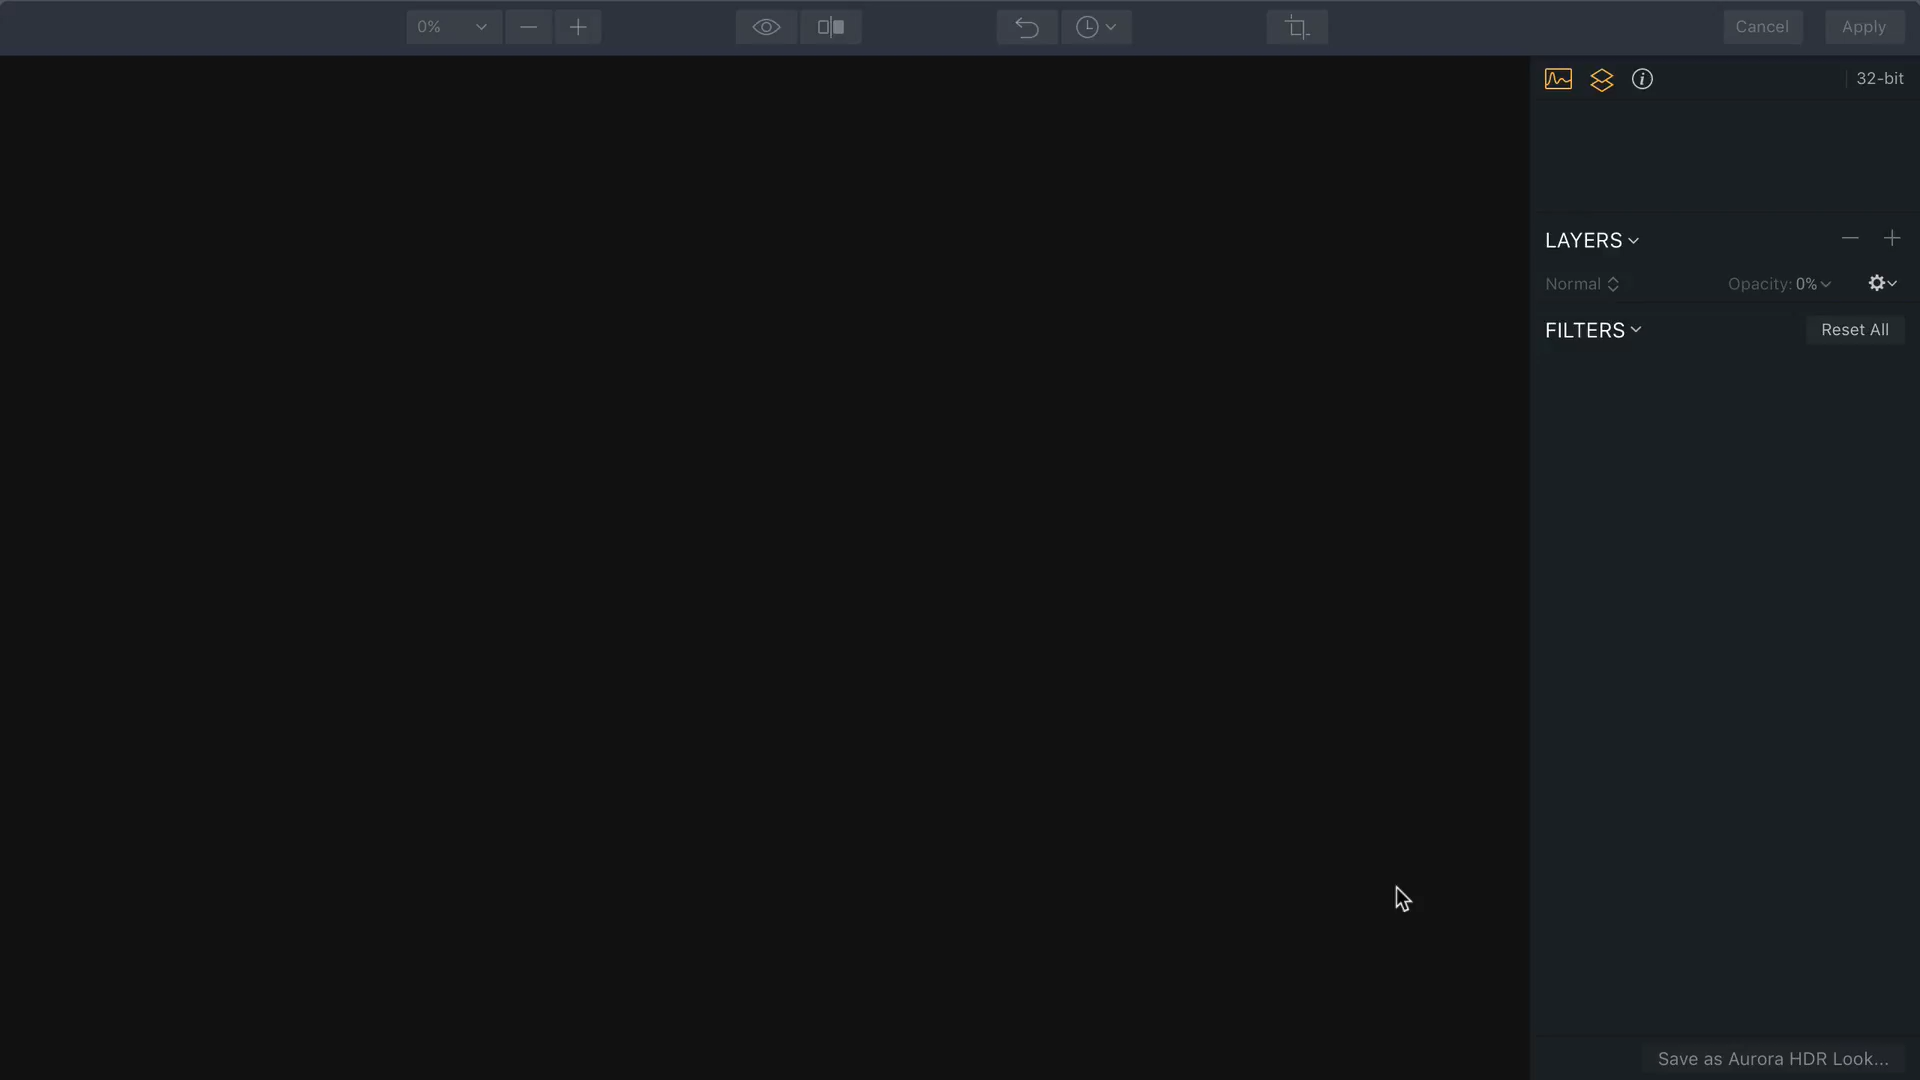 0%
Cancel
Apply
32-bit
LAYERS
Normal
Opacity: 0%
FILTERS
Reset All
Save as Aurora HDR Look...